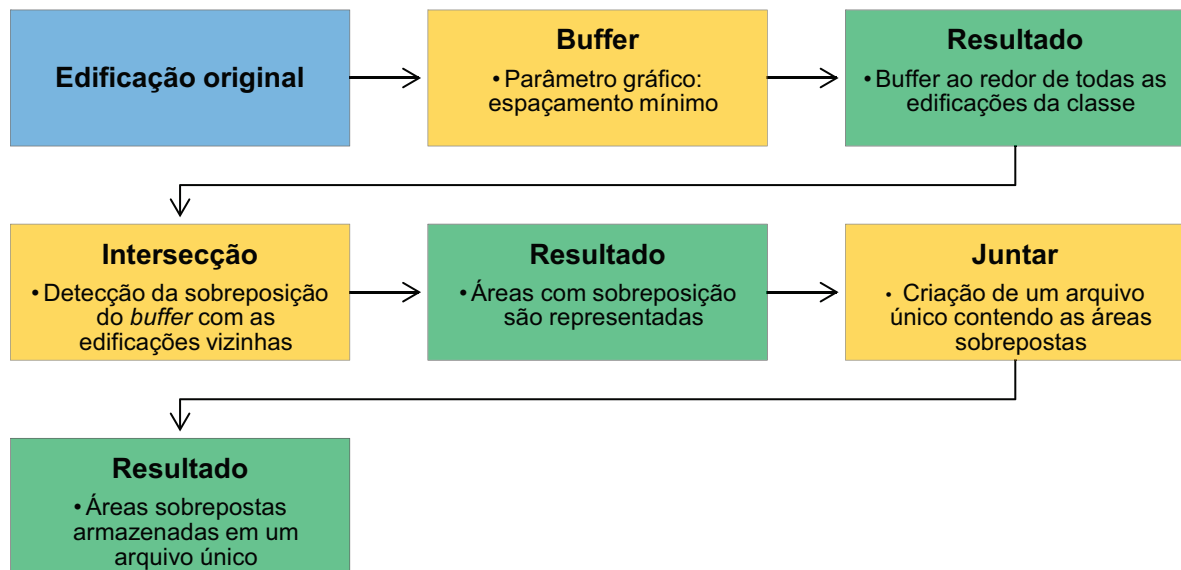 Edificação original
Buffer
• Parâmetro gráfico:
espaçamento mínimo
Resultado
• Buffer ao redor de todas as
edificações da classe
Intersecção
• Detecção da sobreposição
do buffer com as
edificações vizinhas
Resultado
• Áreas com sobreposição
são representadas
Juntar
• Criação de um arquivo
único contendo as áreas
sobrepostas
Resultado
• Áreas sobrepostas
armazenadas em um
arquivo único